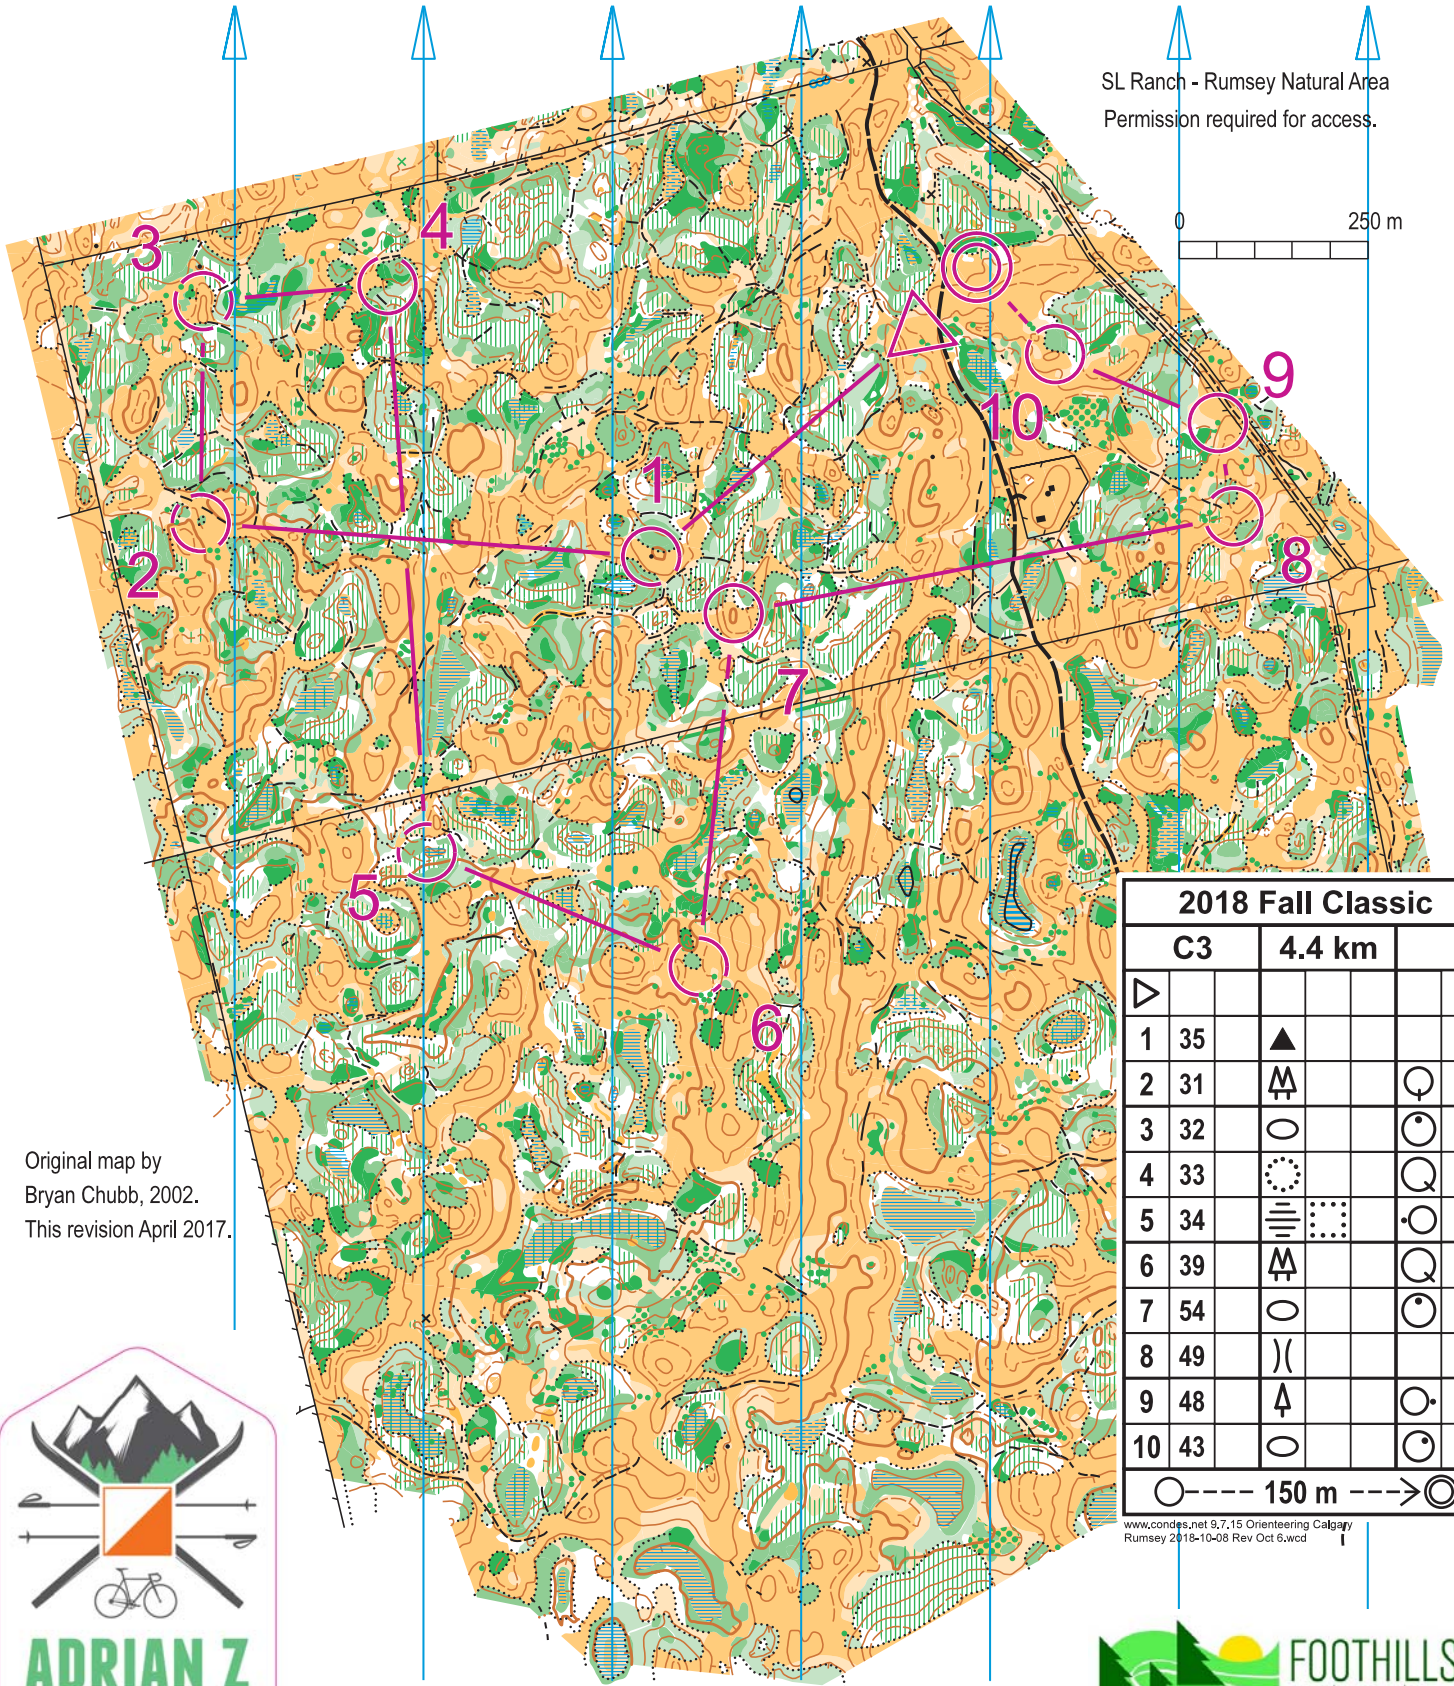 SL Ranch - Rumsey Natural Area
Permission required for access.
0 250 m
3
4
9
10
1
2
8
7
5
6
2018 Fall Classic
C3 4.4 km
1 35
2 31
3 32
4 33
5 34
6 39
7 54
8 49
9 48
10 43
150 m
www.condes.net 9.7.15 Orienteering Calgary
Rumsey 2018-10-08 Rev Oct 6.wcd
Original map by
Bryan Chubb, 2002.
This revision April 2017.
ADRIAN Z
FOOTHILLS